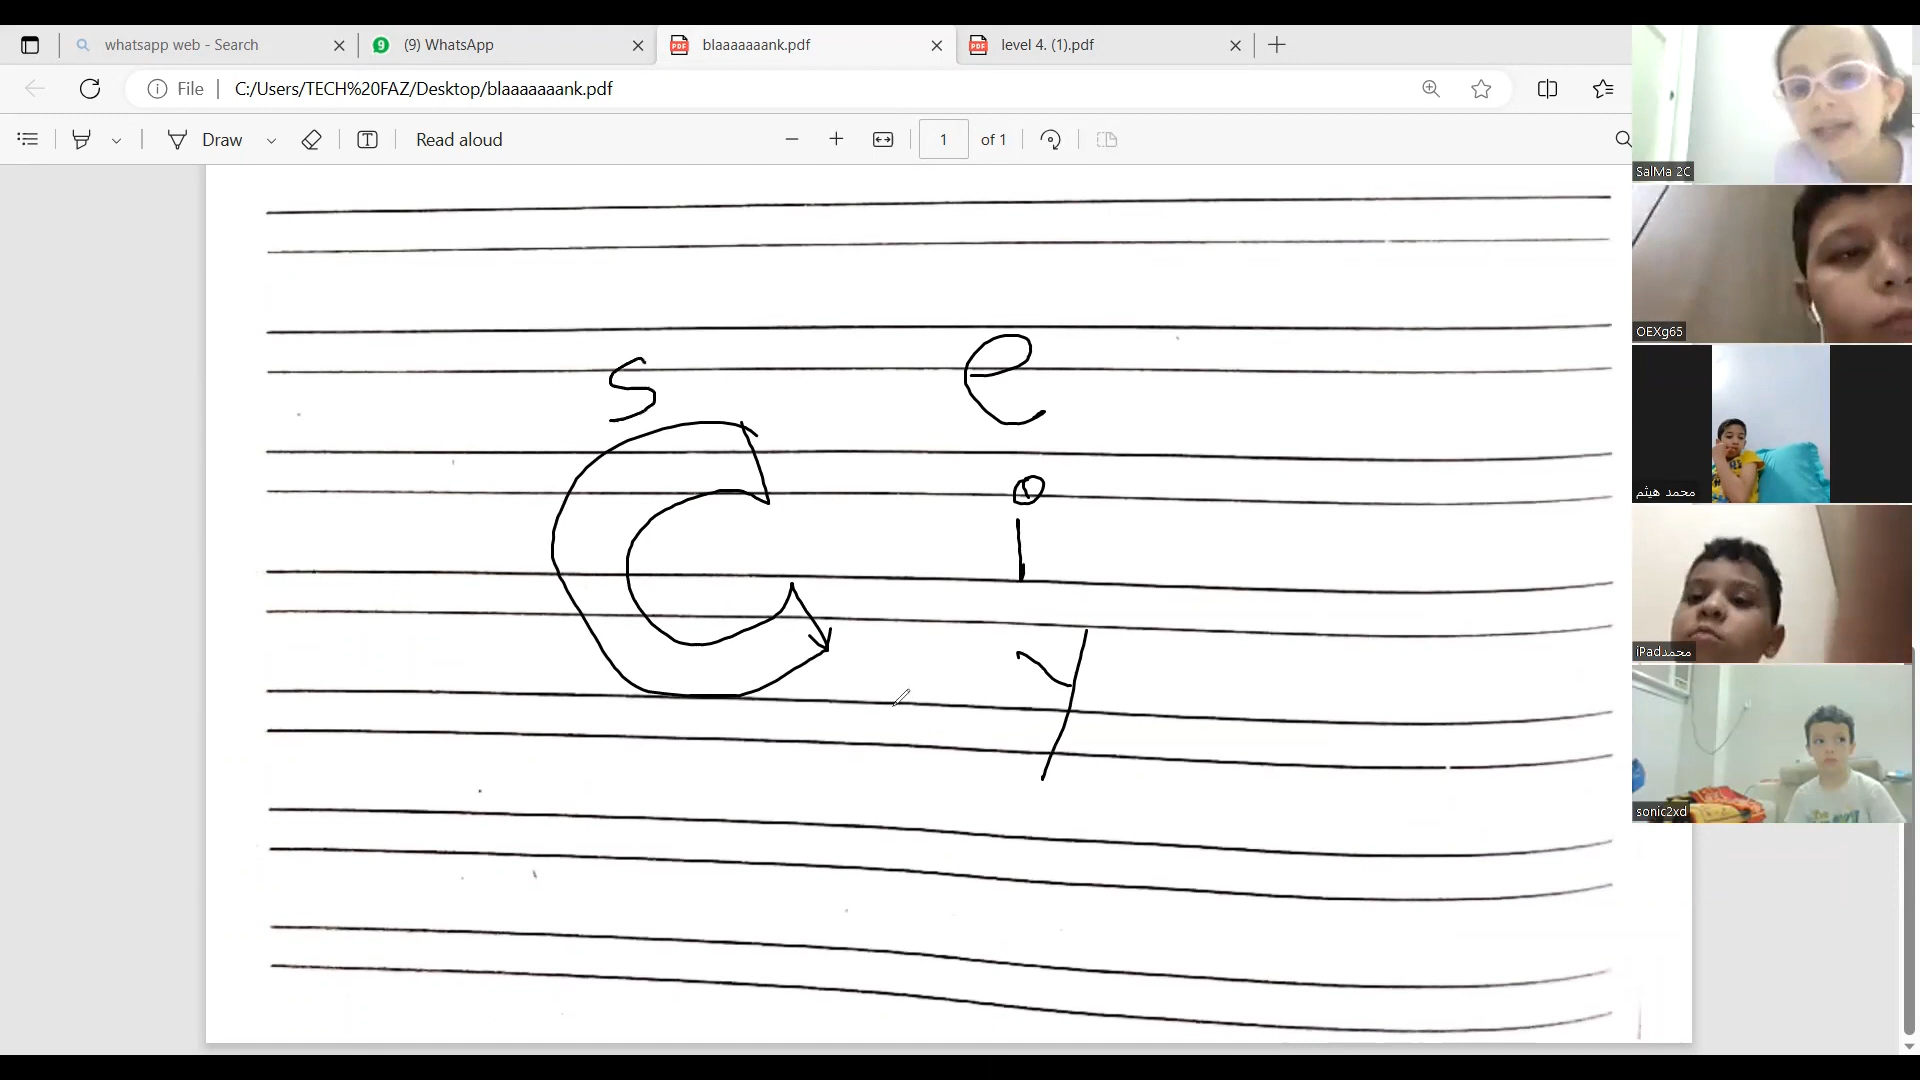 whatsapp web - Search
(9) WhatsApp
blaaaaaaank.pdf
level 4. (1).pdf
File C:/Users/TECH%20FAZ/Desktop/blaaaaaaank.pdf
Draw
Read aloud
1 of 1
s e
C i
y
SalMa 2C
OEXg65
محمد هيثم
iPadمحمد
sonic2xd